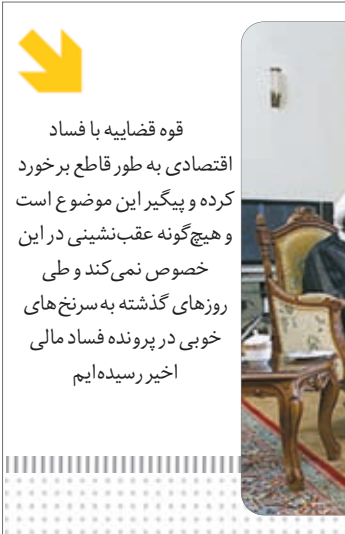 قوه قضاییه با فساد
اقتصادی به طور قاطع برخورد
کرده و پیگیر این موضوع است
و هیچ‌گونه عقب‌نشینی در این
خصوص نمی‌کند و طی
روزهای گذشته به سرنخ‌های
خوبی در پرونده فساد مالی
اخیر رسیده‌ایم